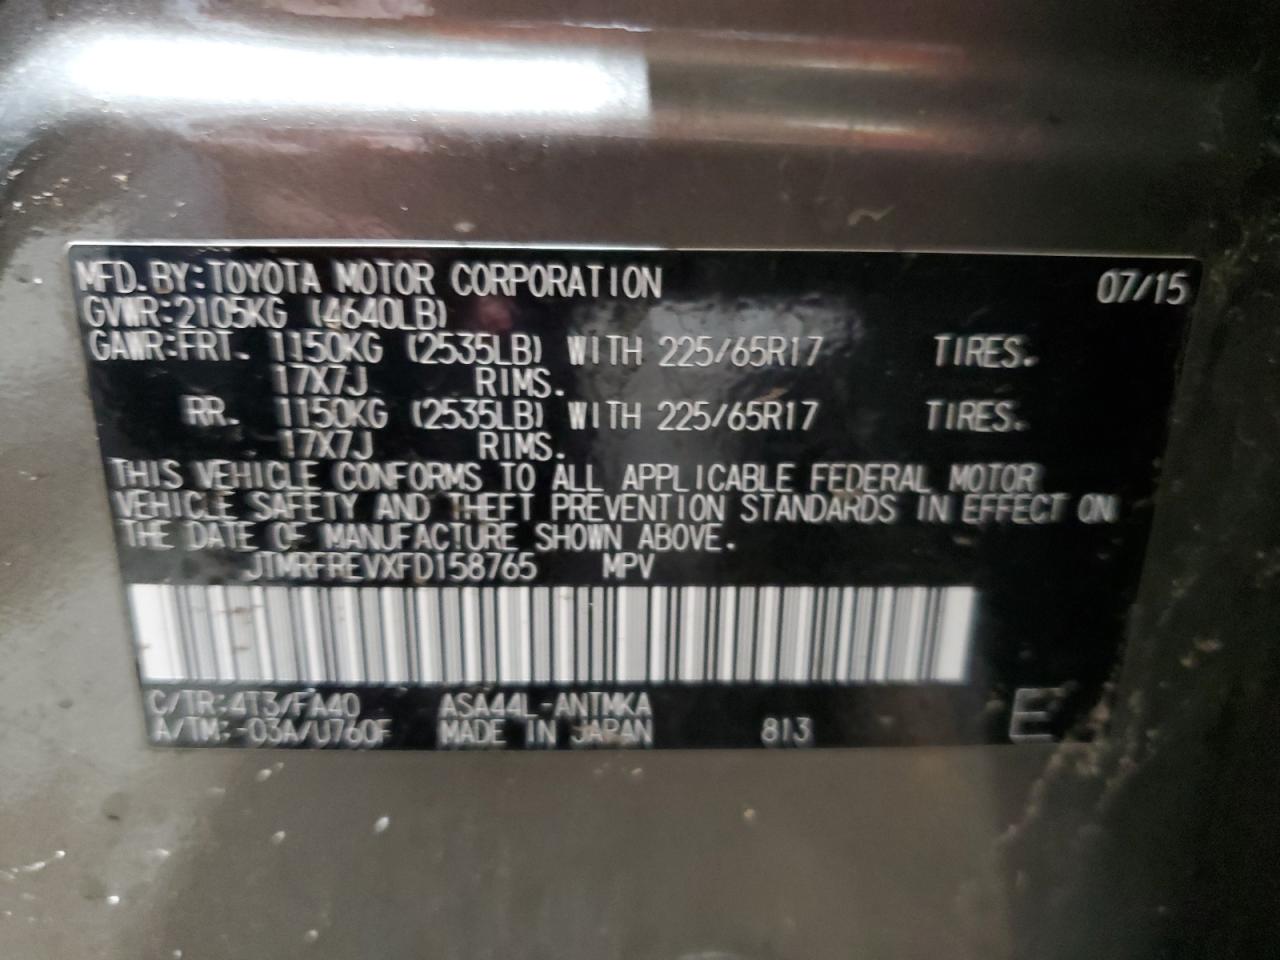 MFD.BY:TOYOTA MOTOR CORPORATION 07/15
GVWR:2105KG (4640LB)
GAWR:FRT. 1150KG (2535LB) WITH 225/65R17 TIRES.
17X7J RIMS.
RR. 1150KG (2535LB) WITH 225/65R17 TIRES.
17X7J RIMS.
THIS VEHICLE CONFORMS TO ALL APPLICABLE FEDERAL MOTOR
VEHICLE SAFETY AND THEFT PREVENTION STANDARDS IN EFFECT ON
THE DATE OF MANUFACTURE SHOWN ABOVE.
JTMRFREVXFD158765 MPV
C/TR:4T3/FA40 ASA44L-ANTMKA
A/TM:-03A/U760F MADE IN JAPAN 813 E